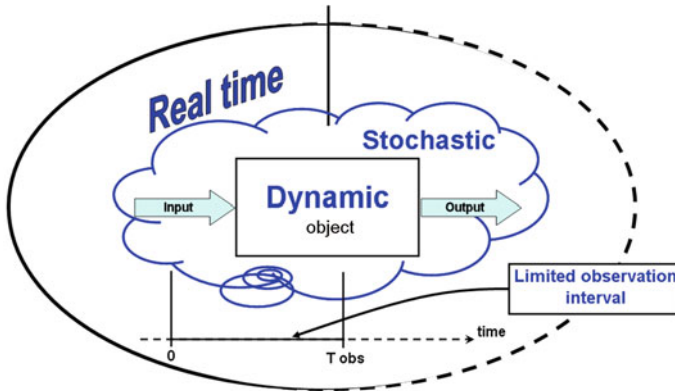 Real time
Stochastic
Input
Dynamic
object
Output
Limited observation
interval
time
0
T obs